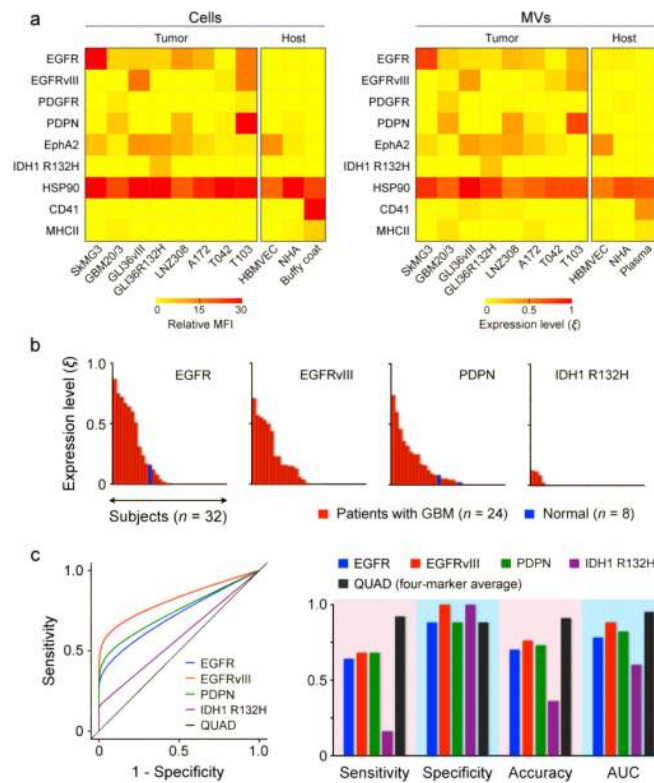 a
Cells
MVs
Tumor
Host
Tumor
Host
EGFR
EGFRvIII
PDGFR
PDPN
EphA2
IDH1 R132H
HSP90
CD41
MHCII
EGFR
EGFRvIII
PDGFR
PDPN
EphA2
IDH1 R132H
HSP90
CD41
MHCII
SkMG3
GBM20/3
GLI36vIII
GLI36R132H
LNZ308
A172
T042
T103
HBMVEC
NHA
Buffy coat
SkMG3
GBM20/3
GLI36vIII
GLI36R132H
LNZ308
A172
T042
T103
HBMVEC
NHA
Plasma
0 15 30
Relative MFI
0 1
Expression level (ξ)
b
Expression level (ξ)
1.0
0.5
0
EGFR
EGFRvIII
PDPN
IDH1 R132H
Subjects (n = 32)
Patients with GBM (n = 24)
Normal (n = 8)
c
Sensitivity
1.0
0.5
0
0 0.5 1.0
1 - Specificity
EGFR
EGFRvIII
PDPN
IDH1 R132H
QUAD
EGFR EGFRvIII PDPN IDH1 R132H
QUAD (four-marker average)
1.0
0.5
0
Sensitivity Specificity Accuracy AUC